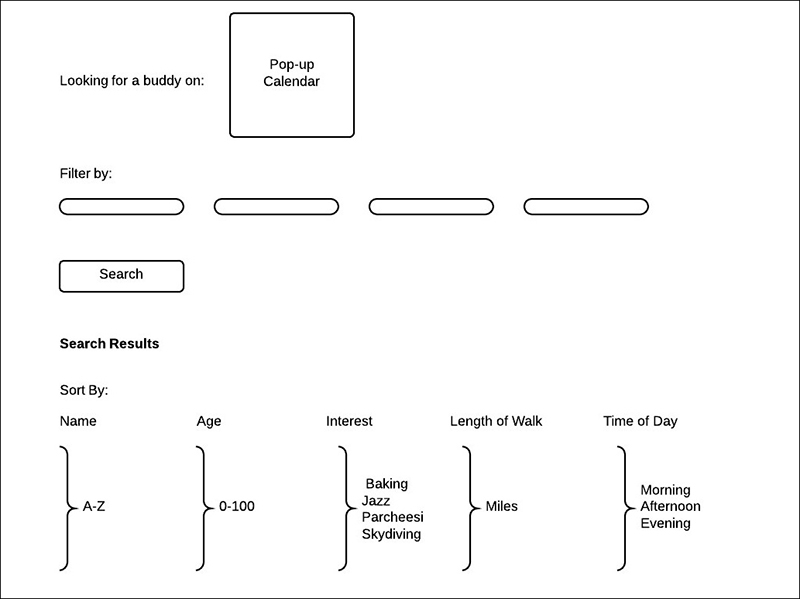 Looking for a buddy on:
Pop-up
Calendar
Filter by:
Search
Search Results
Sort By:
Name Age Interest Length of Walk Time of Day
A-Z
0-100
Baking
Jazz
Parcheesi
Skydiving
Miles
Morning
Afternoon
Evening